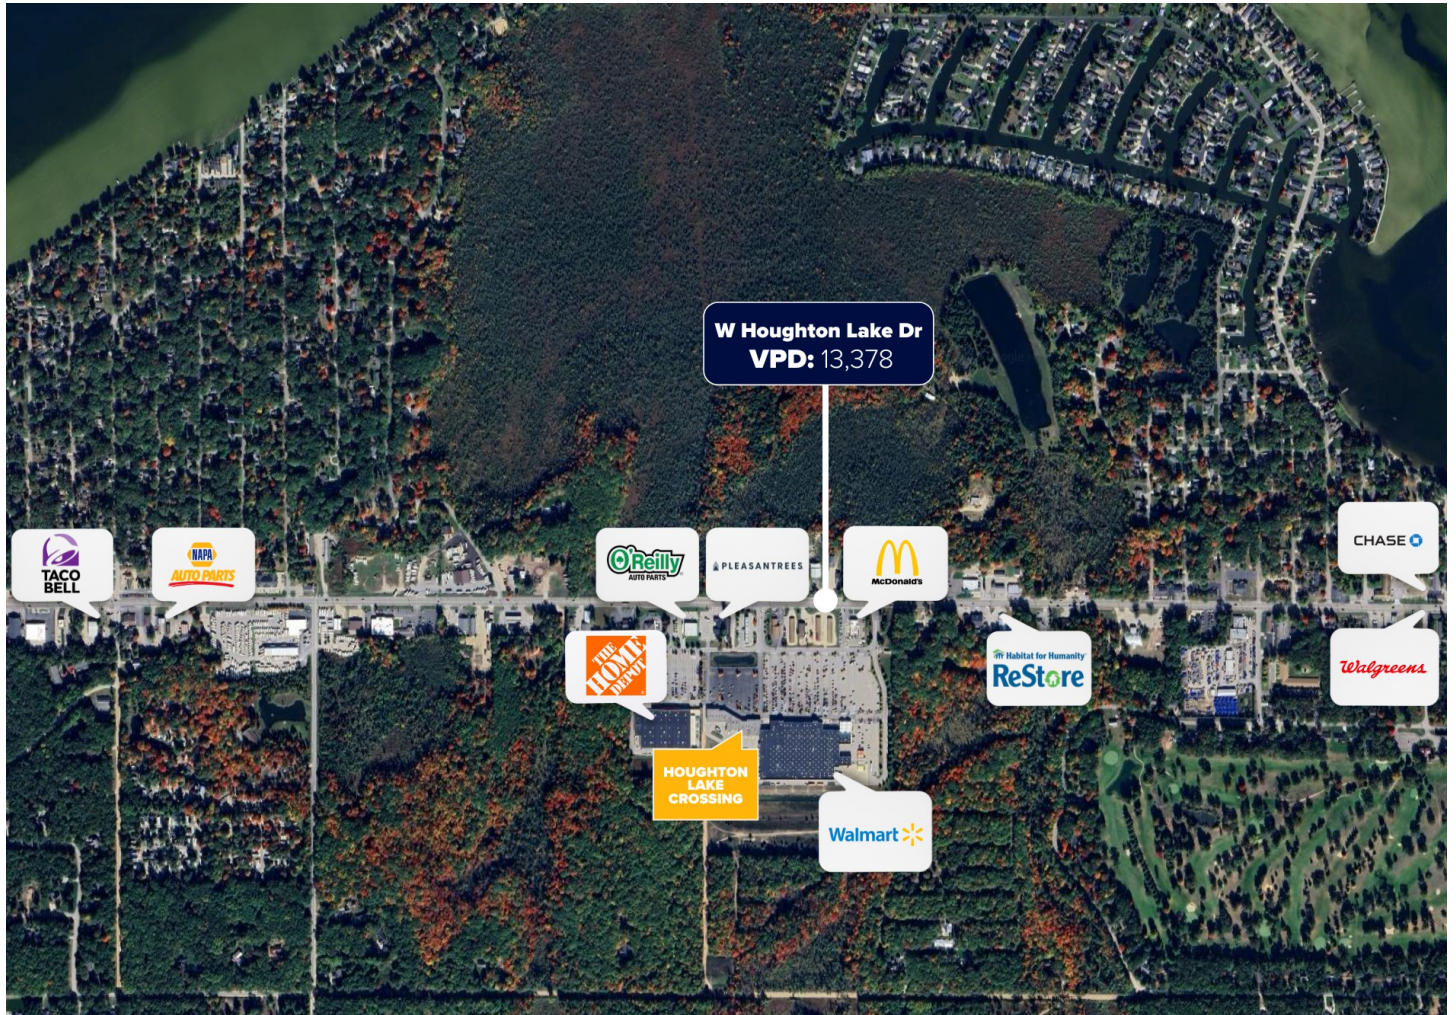 W Houghton Lake Dr
VPD: 13,378
TACO
BELL
NAPA
AUTO PARTS
O'Reilly
AUTO PARTS
PLEASANTREES
McDonald's
CHASE
THE
HOME
DEPOT
Habitat for Humanity
ReStore
Walgreens
HOUGHTON
LAKE
CROSSING
Walmart